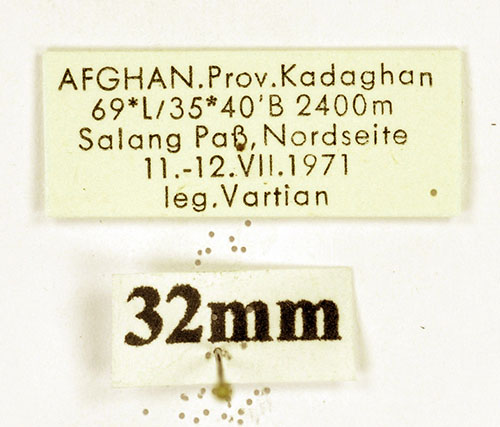 AFGHAN.Prov.Kadaghan
69*L/35*40'B 2400m
Salang Paß, Nordseite
11.-12.VII.1971
leg.Vartian
32mm